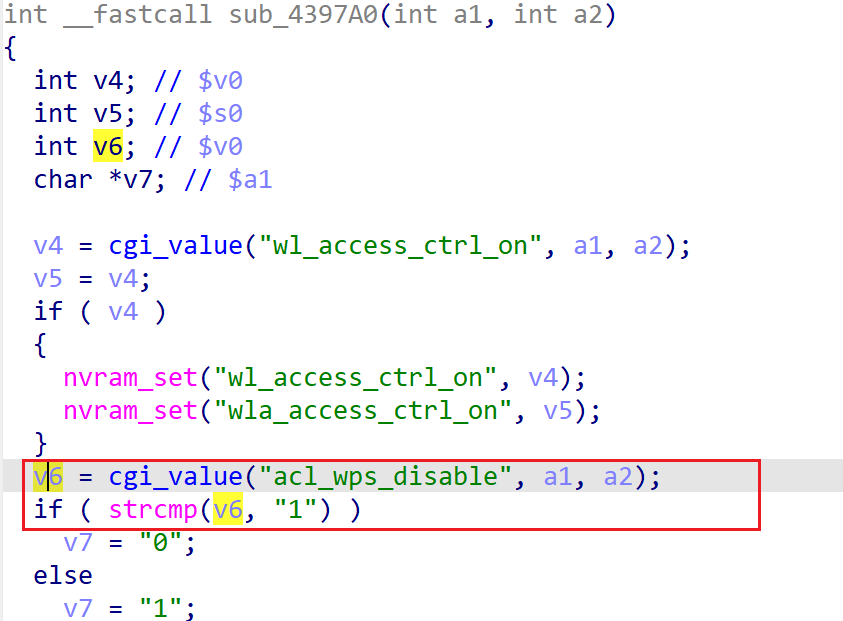 int __fastcall sub_4397A0(int a1, int a2)
{
  int v4; // $v0
  int v5; // $s0
  int v6; // $v0
  char *v7; // $a1

  v4 = cgi_value("wl_access_ctrl_on", a1, a2);
  v5 = v4;
  if ( v4 )
  {
    nvram_set("wl_access_ctrl_on", v4);
    nvram_set("wla_access_ctrl_on", v5);
  }
  v6 = cgi_value("acl_wps_disable", a1, a2);
  if ( strcmp(v6, "1") )
    v7 = "0";
  else
    v7 = "1";